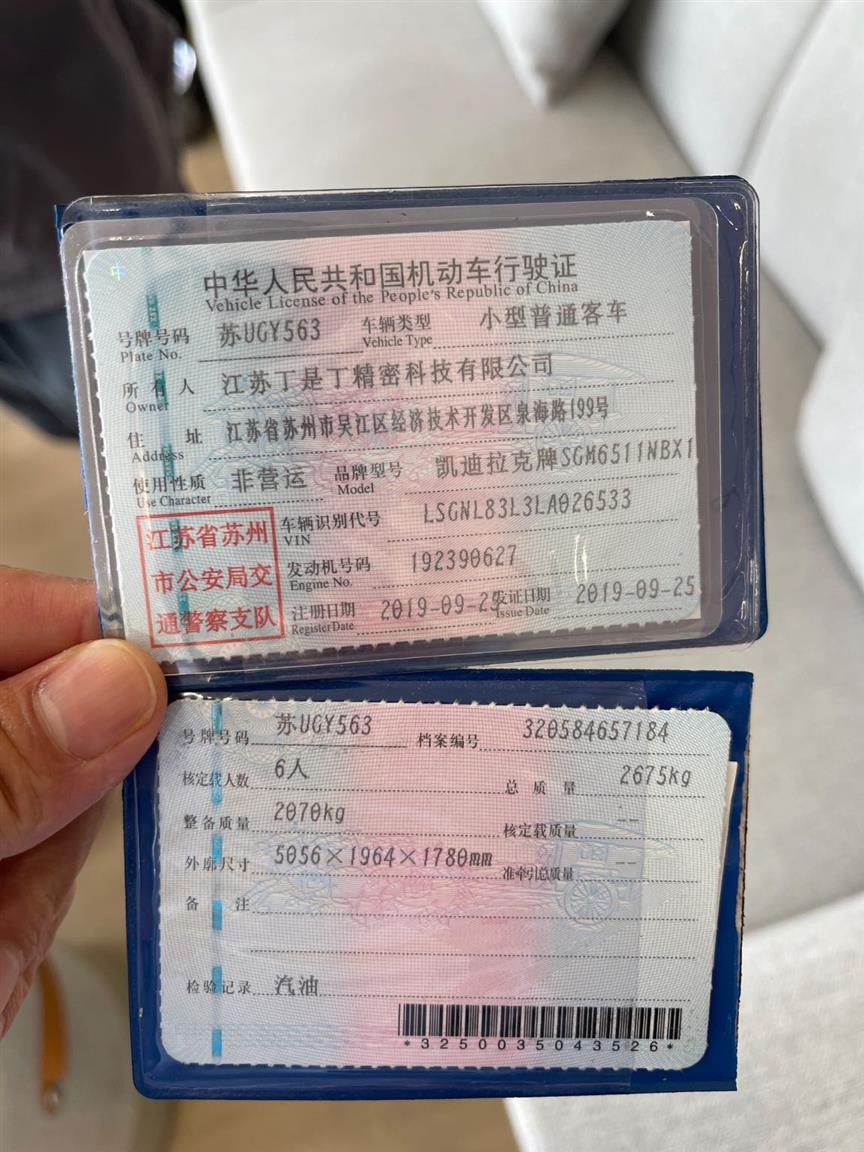 中华人民共和国机动车行驶证
Vehicle License of the People's Republic of China
号牌号码 苏UGY563 车辆类型 小型普通客车
Plate No. Vehicle Type
所有人 江苏丁是丁精密科技有限公司
Owner
住址 江苏省苏州市吴江区经济技术开发区泉海路199号
Address
使用性质 非营运 品牌型号 凯迪拉克牌SGM6511NBX1
Use Character Model
江苏省苏州 车辆识别代号 LSGNL83L3LA026533
VIN
市公安局交 发动机号码 192390627
Engine No.
通警察支队 注册日期 2019-09-25 发证日期 2019-09-25
Register Date Issue Date
号牌号码 苏UGY563 档案编号 320584657184
核定载人数 6人 总质量 2675kg
整备质量 2070kg 核定载质量 --
外廓尺寸 5056×1964×1780mm 准牵引总质量 --
备注
检验记录 汽油
*3250035043526*